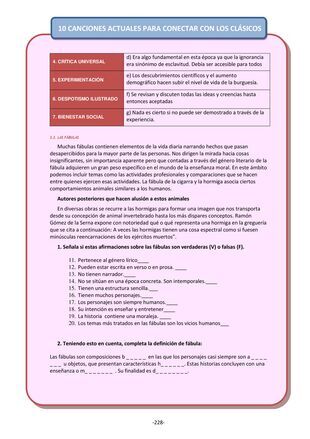 10 CANCIONES ACTUALES PARA CONECTAR CON LOS CLÁSICOS
4. CRÍTICA UNIVERSAL
d) Era algo fundamental en esta época ya que la ignorancia
era sinónimo de esclavitud. Debía ser accesible para todos
5. EXPERIMENTACIÓN
e) Los descubrimientos científicos y el aumento
demográfico hacen subir el nivel de vida de la burguesía.
6. DESPOTISMO ILUSTRADO
f) Se revisan y discuten todas las ideas y creencias hasta
entonces aceptadas
7. BIENESTAR SOCIAL
g) Nada es cierto si no puede ser demostrado a través de la
experiencia.
3.2. LAS FÁBULAS
Muchas fábulas contienen elementos de la vida diaria narrando hechos que pasan
desapercibidos para la mayor parte de las personas. Nos dirigen la mirada hacia cosas
insignificantes, sin importancia aparente pero que contadas a través del género literario de la
fábula adquieren un gran peso específico en el mundo de la enseñanza moral. En este ámbito
podemos incluir temas como las actividades profesionales y comparaciones que se hacen
entre quienes ejercen esas actividades. La fábula de la cigarra y la hormiga asocia ciertos
comportamientos animales similares a los humanos.
Autores posteriores que hacen alusión a estos animales
En diversas obras se recurre a las hormigas para formar una imagen que nos transporta
desde su concepción de animal invertebrado hasta los más dispares conceptos. Ramón
Gómez de la Serna expone con notoriedad qué o qué representa una hormiga en la greguería
que se cita a continuación: A veces las hormigas tienen una cosa espectral como si fuesen
minúsculas reencarnaciones de los ejércitos muertos".
1. Señala si estas afirmaciones sobre las fábulas son verdaderas (V) o falsas (F).
11. Pertenece al género lírico____
12. Pueden estar escrita en verso o en prosa. ____
13. No tienen narrador.____
14. No se sitúan en una época concreta. Son intemporales.____
15. Tienen una estructura sencilla.___
16. Tienen muchos personajes.____
17. Los personajes son siempre humanos.____
18. Su intención es enseñar y entretener____
19. La historia contiene una moraleja. ____
20. Los temas más tratados en las fábulas son los vicios humanos___
2. Teniendo esto en cuenta, completa la definición de fábula:
Las fábulas son composiciones b _ _ _ _ _ en las que los personajes casi siempre son a _ _ _ _
_ _ _ u objetos, que presentan características h_ _ _ _ _ _. Estas historias concluyen con una
enseñanza o m_ _ _ _ _ _ _ . Su finalidad es d_ _ _ _ _ _ _ _.
-228-